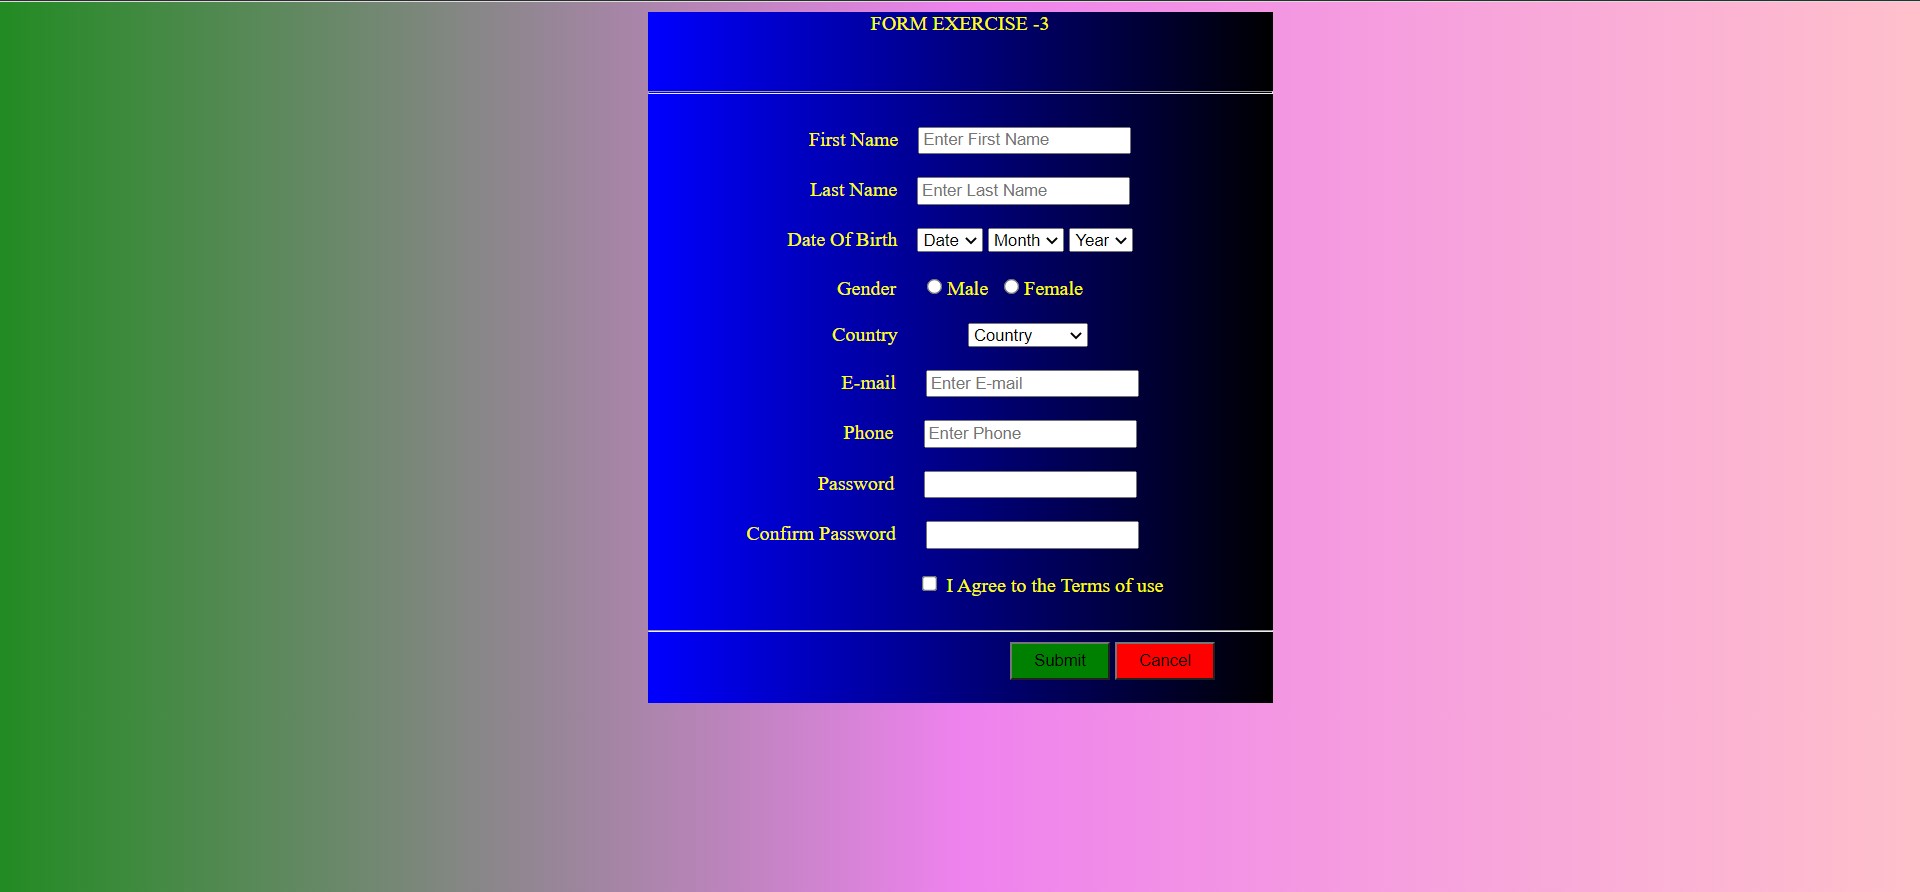 FORM EXERCISE -3
First Name Enter First Name
Last Name Enter Last Name
Date Of Birth Date Month Year
Gender Male Female
Country Country
E-mail Enter E-mail
Phone Enter Phone
Password
Confirm Password
I Agree to the Terms of use
Submit Cancel